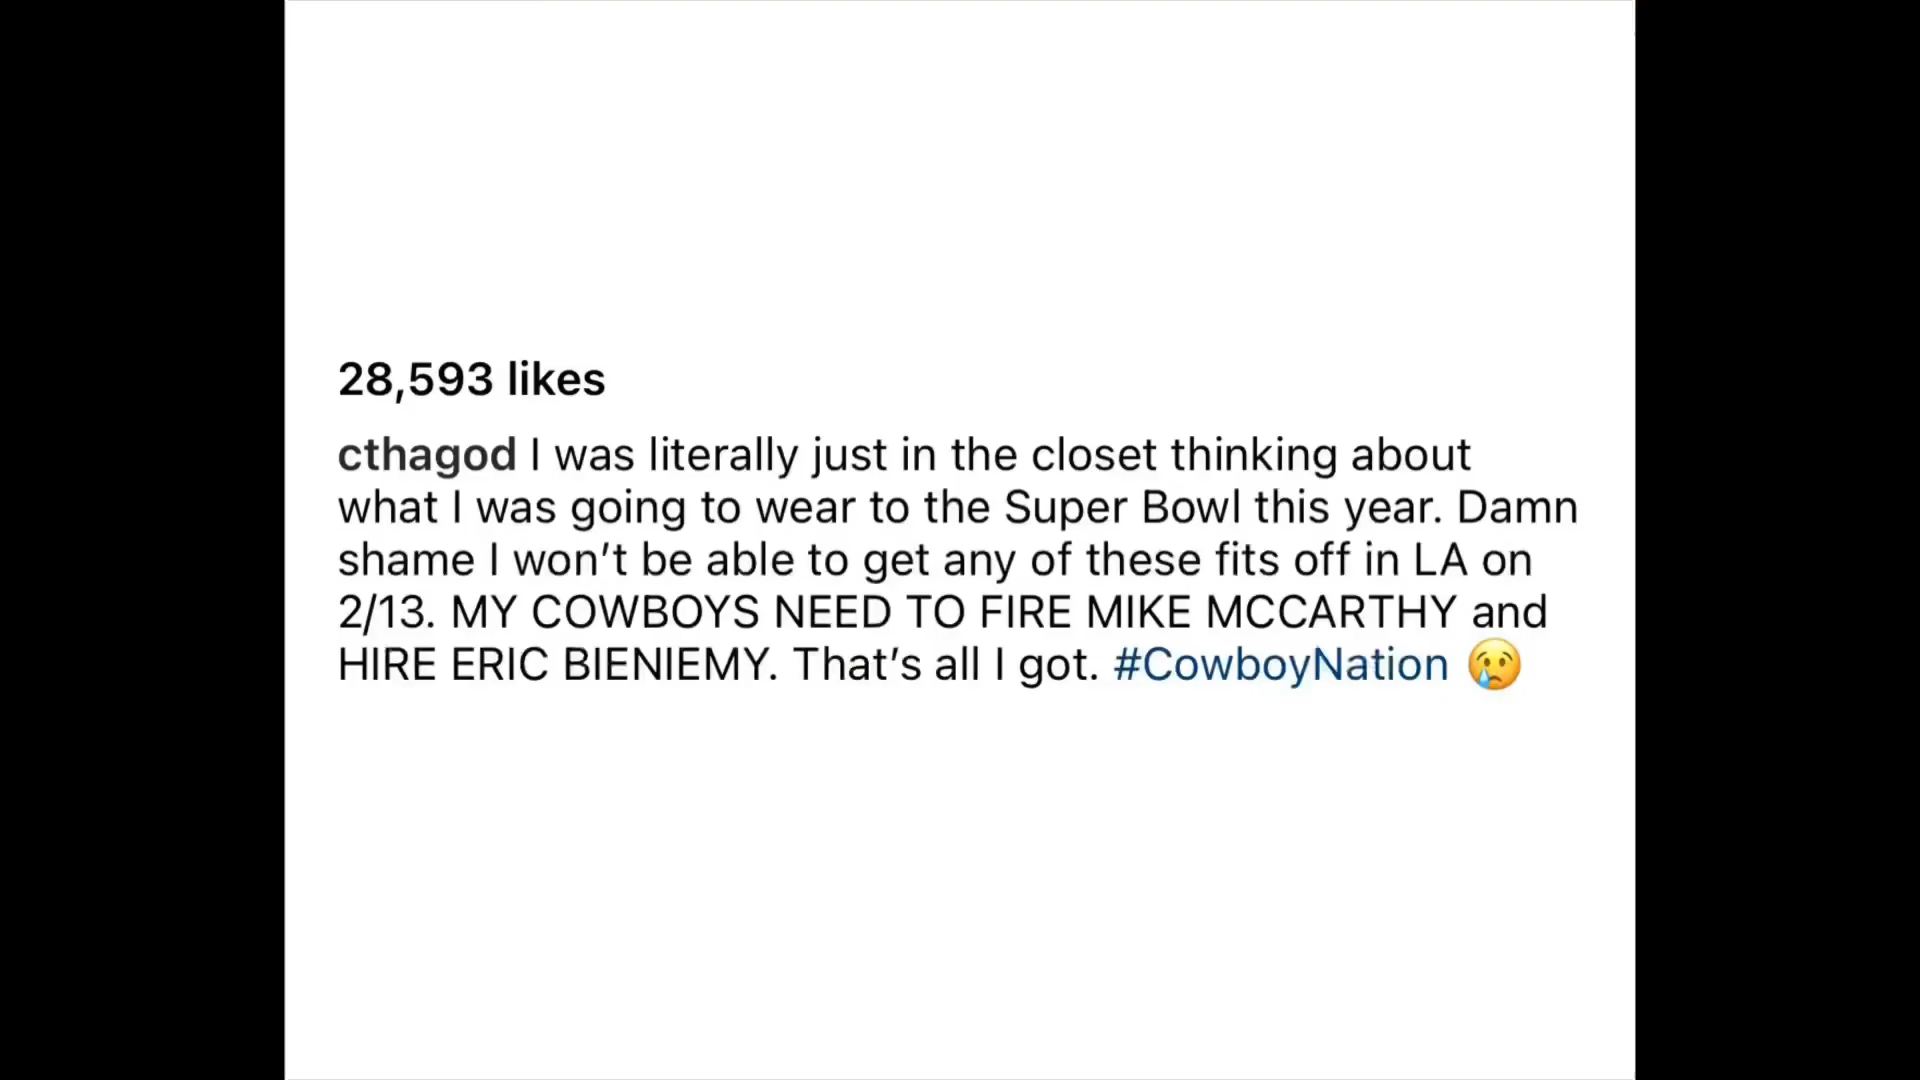 28,593 likes
cthagod I was literally just in the closet thinking about
what I was going to wear to the Super Bowl this year. Damn
shame I won’t be able to get any of these fits off in LA on
2/13. MY COWBOYS NEED TO FIRE MIKE MCCARTHY and
HIRE ERIC BIENIEMY. That’s all I got. #CowboyNation 😢